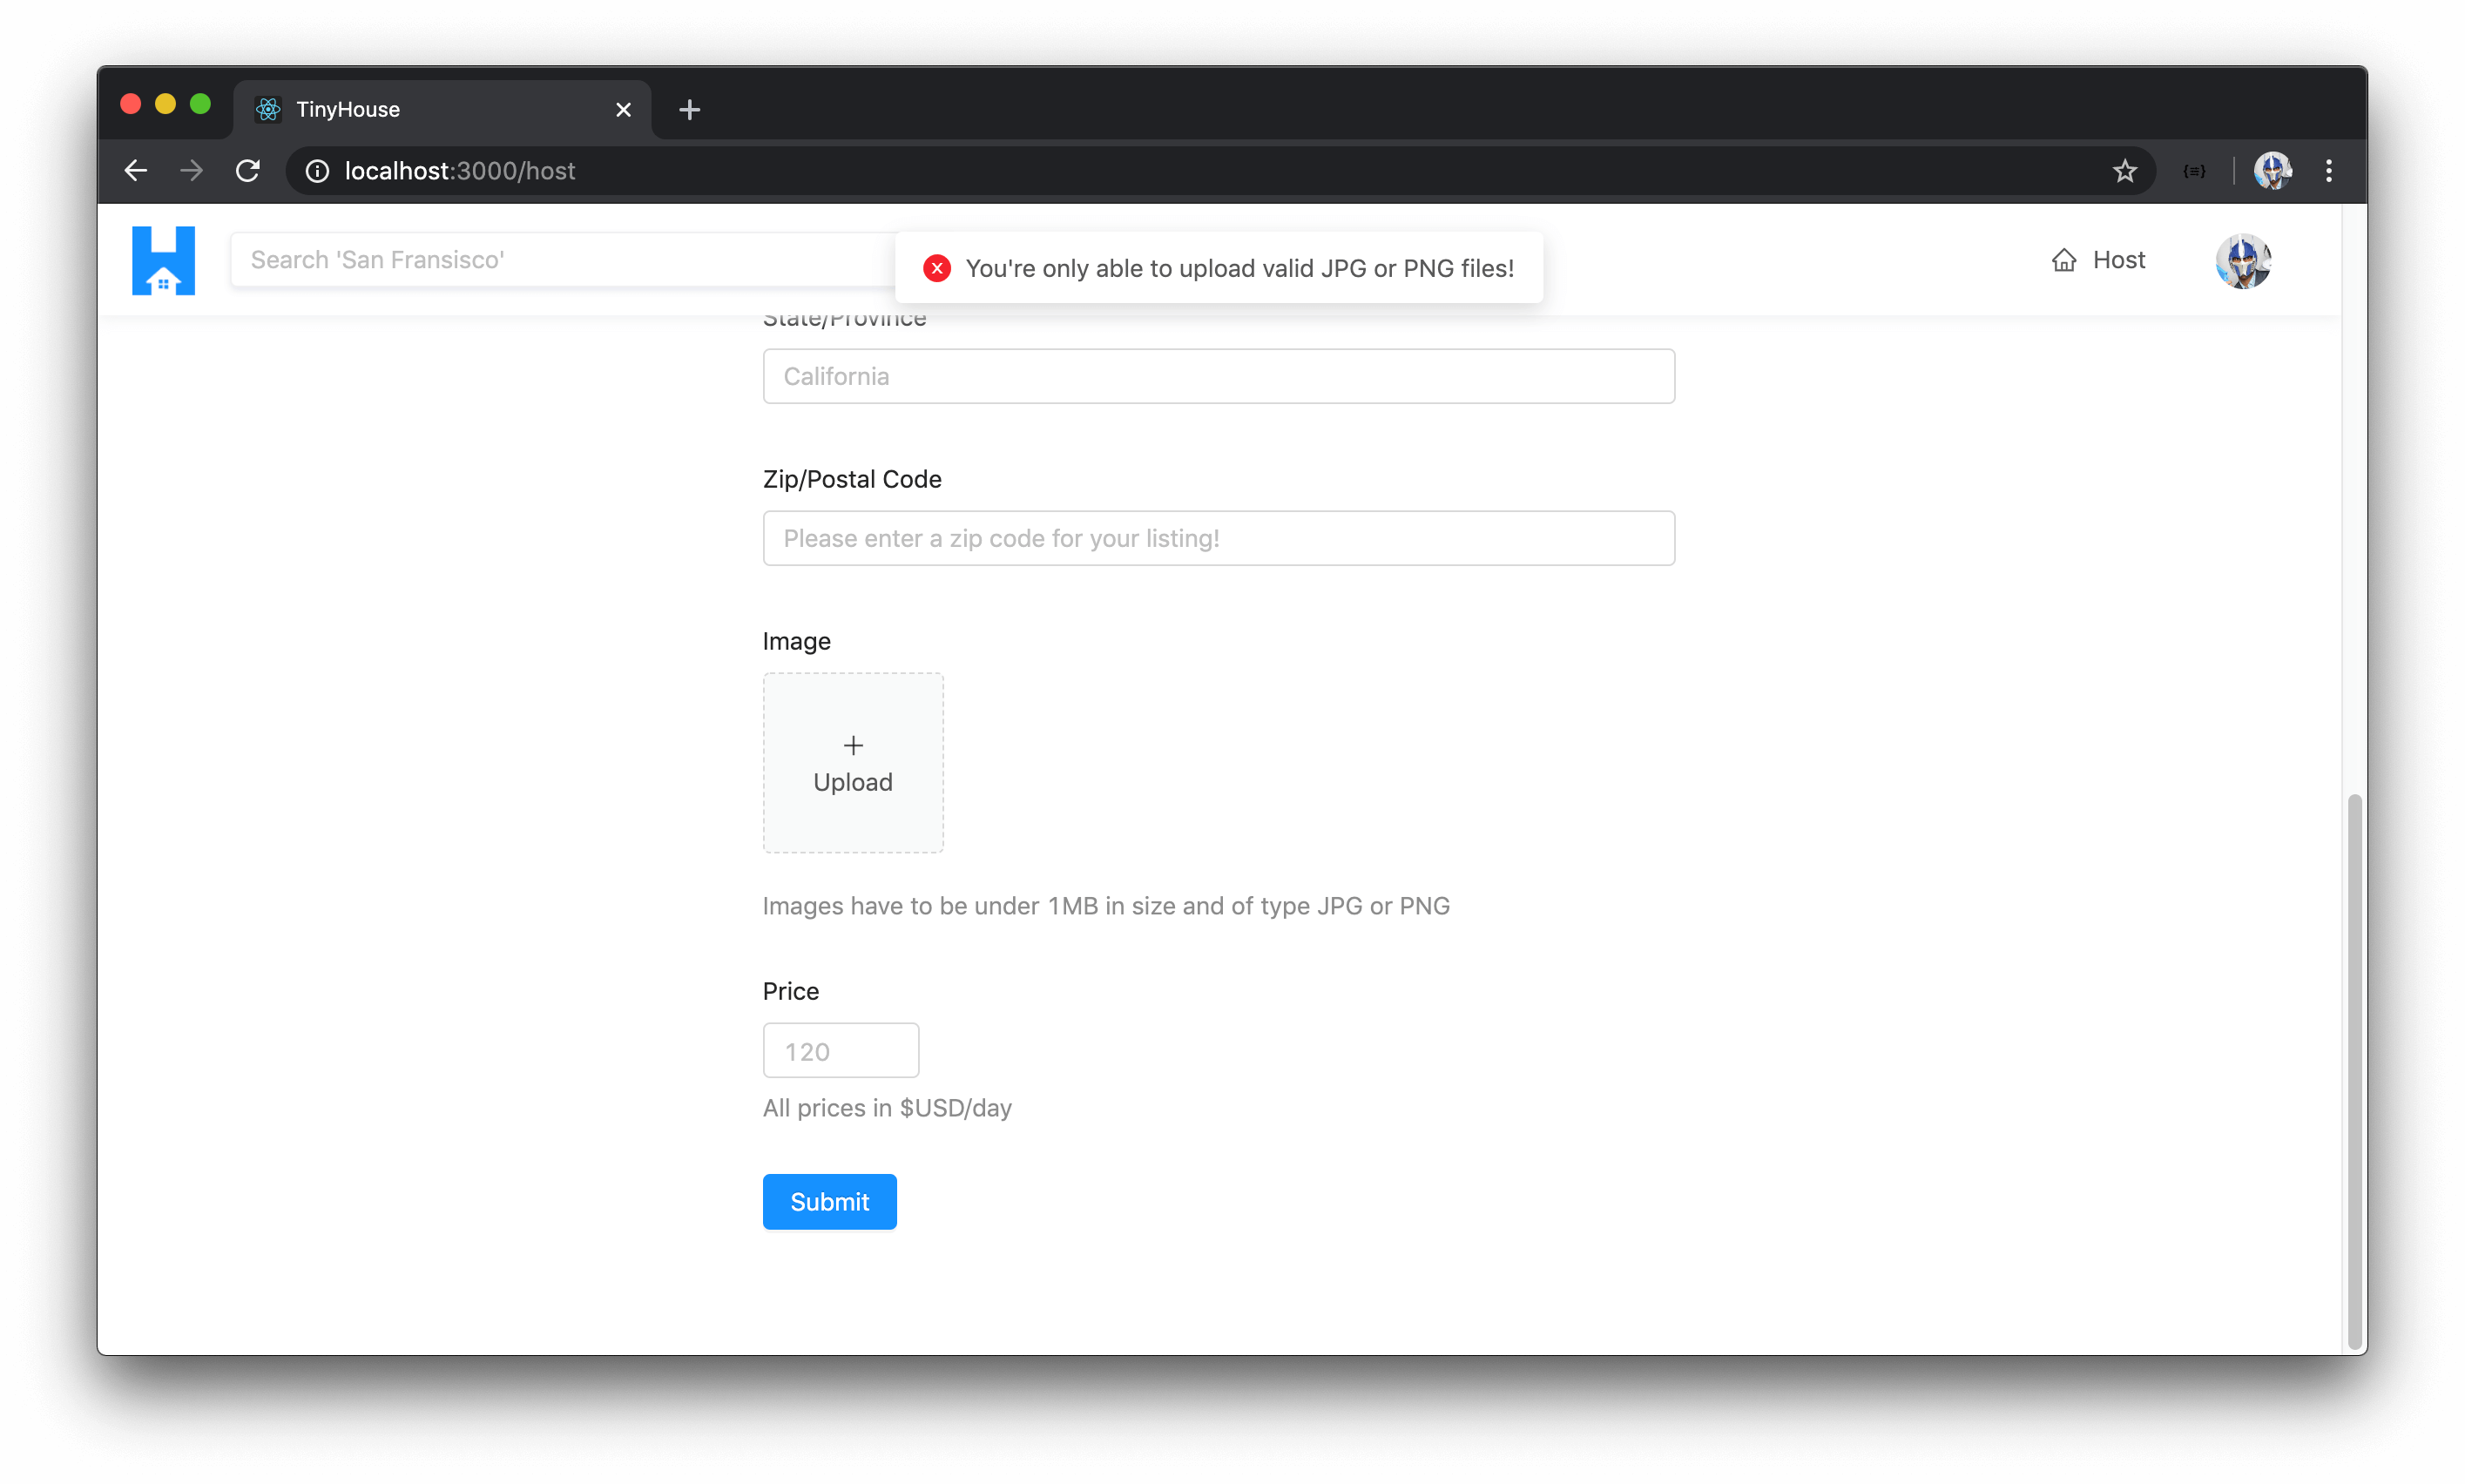 TinyHouse
localhost:3000/host
Search 'San Fransisco'
You're only able to upload valid JPG or PNG files!
Host
State/Province
California
Zip/Postal Code
Please enter a zip code for your listing!
Image
Upload
Images have to be under 1MB in size and of type JPG or PNG
Price
120
All prices in $USD/day
Submit